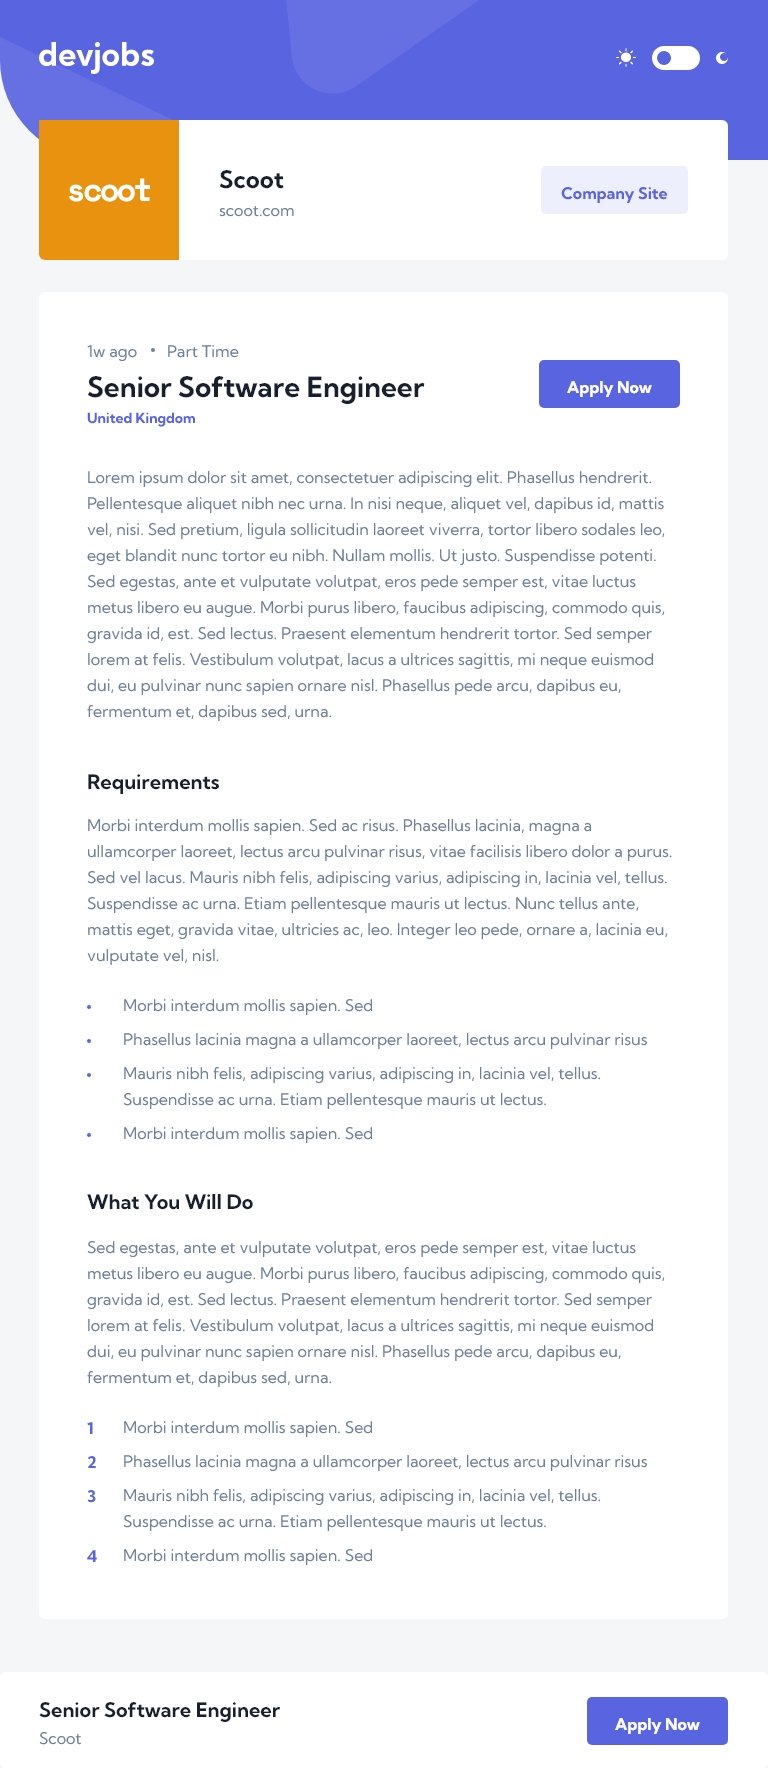 devjobs
scoot
Scoot
scoot.com
Company Site
1w ago • Part Time
Senior Software Engineer
United Kingdom
Apply Now
Lorem ipsum dolor sit amet, consectetuer adipiscing elit. Phasellus hendrerit.
Pellentesque aliquet nibh nec urna. In nisi neque, aliquet vel, dapibus id, mattis
vel, nisi. Sed pretium, ligula sollicitudin laoreet viverra, tortor libero sodales leo,
eget blandit nunc tortor eu nibh. Nullam mollis. Ut justo. Suspendisse potenti.
Sed egestas, ante et vulputate volutpat, eros pede semper est, vitae luctus
metus libero eu augue. Morbi purus libero, faucibus adipiscing, commodo quis,
gravida id, est. Sed lectus. Praesent elementum hendrerit tortor. Sed semper
lorem at felis. Vestibulum volutpat, lacus a ultrices sagittis, mi neque euismod
dui, eu pulvinar nunc sapien ornare nisl. Phasellus pede arcu, dapibus eu,
fermentum et, dapibus sed, urna.
Requirements
Morbi interdum mollis sapien. Sed ac risus. Phasellus lacinia, magna a
ullamcorper laoreet, lectus arcu pulvinar risus, vitae facilisis libero dolor a purus.
Sed vel lacus. Mauris nibh felis, adipiscing varius, adipiscing in, lacinia vel, tellus.
Suspendisse ac urna. Etiam pellentesque mauris ut lectus. Nunc tellus ante,
mattis eget, gravida vitae, ultricies ac, leo. Integer leo pede, ornare a, lacinia eu,
vulputate vel, nisl.
• Morbi interdum mollis sapien. Sed
• Phasellus lacinia magna a ullamcorper laoreet, lectus arcu pulvinar risus
• Mauris nibh felis, adipiscing varius, adipiscing in, lacinia vel, tellus.
Suspendisse ac urna. Etiam pellentesque mauris ut lectus.
• Morbi interdum mollis sapien. Sed
What You Will Do
Sed egestas, ante et vulputate volutpat, eros pede semper est, vitae luctus
metus libero eu augue. Morbi purus libero, faucibus adipiscing, commodo quis,
gravida id, est. Sed lectus. Praesent elementum hendrerit tortor. Sed semper
lorem at felis. Vestibulum volutpat, lacus a ultrices sagittis, mi neque euismod
dui, eu pulvinar nunc sapien ornare nisl. Phasellus pede arcu, dapibus eu,
fermentum et, dapibus sed, urna.
1 Morbi interdum mollis sapien. Sed
2 Phasellus lacinia magna a ullamcorper laoreet, lectus arcu pulvinar risus
3 Mauris nibh felis, adipiscing varius, adipiscing in, lacinia vel, tellus.
Suspendisse ac urna. Etiam pellentesque mauris ut lectus.
4 Morbi interdum mollis sapien. Sed
Senior Software Engineer
Scoot
Apply Now